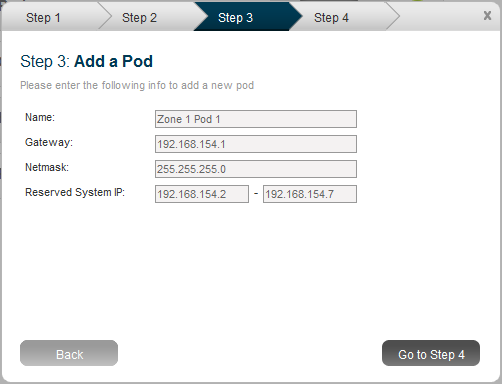 Step 1 Step 2 Step 3 Step 4 x
Step 3: Add a Pod
Please enter the following info to add a new pod
Name: Zone 1 Pod 1
Gateway: 192.168.154.1
Netmask: 255.255.255.0
Reserved System IP: 192.168.154.2 - 192.168.154.7
Back Go to Step 4